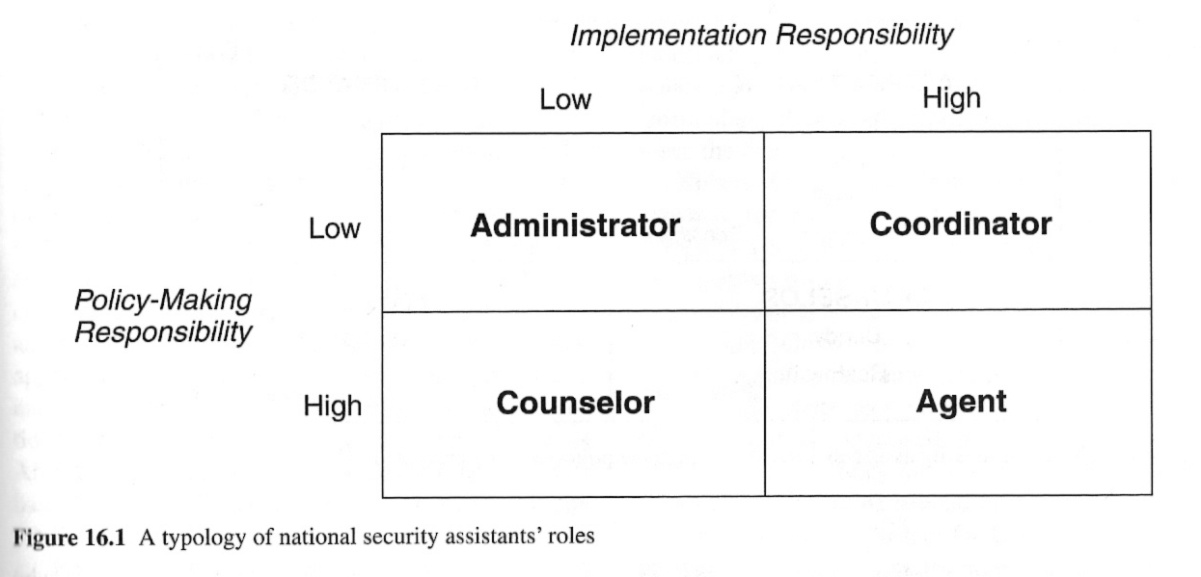 Implementation Responsibility
Low High
Low Administrator Coordinator
Policy-Making
Responsibility
High Counselor Agent
Figure 16.1 A typology of national security assistants' roles